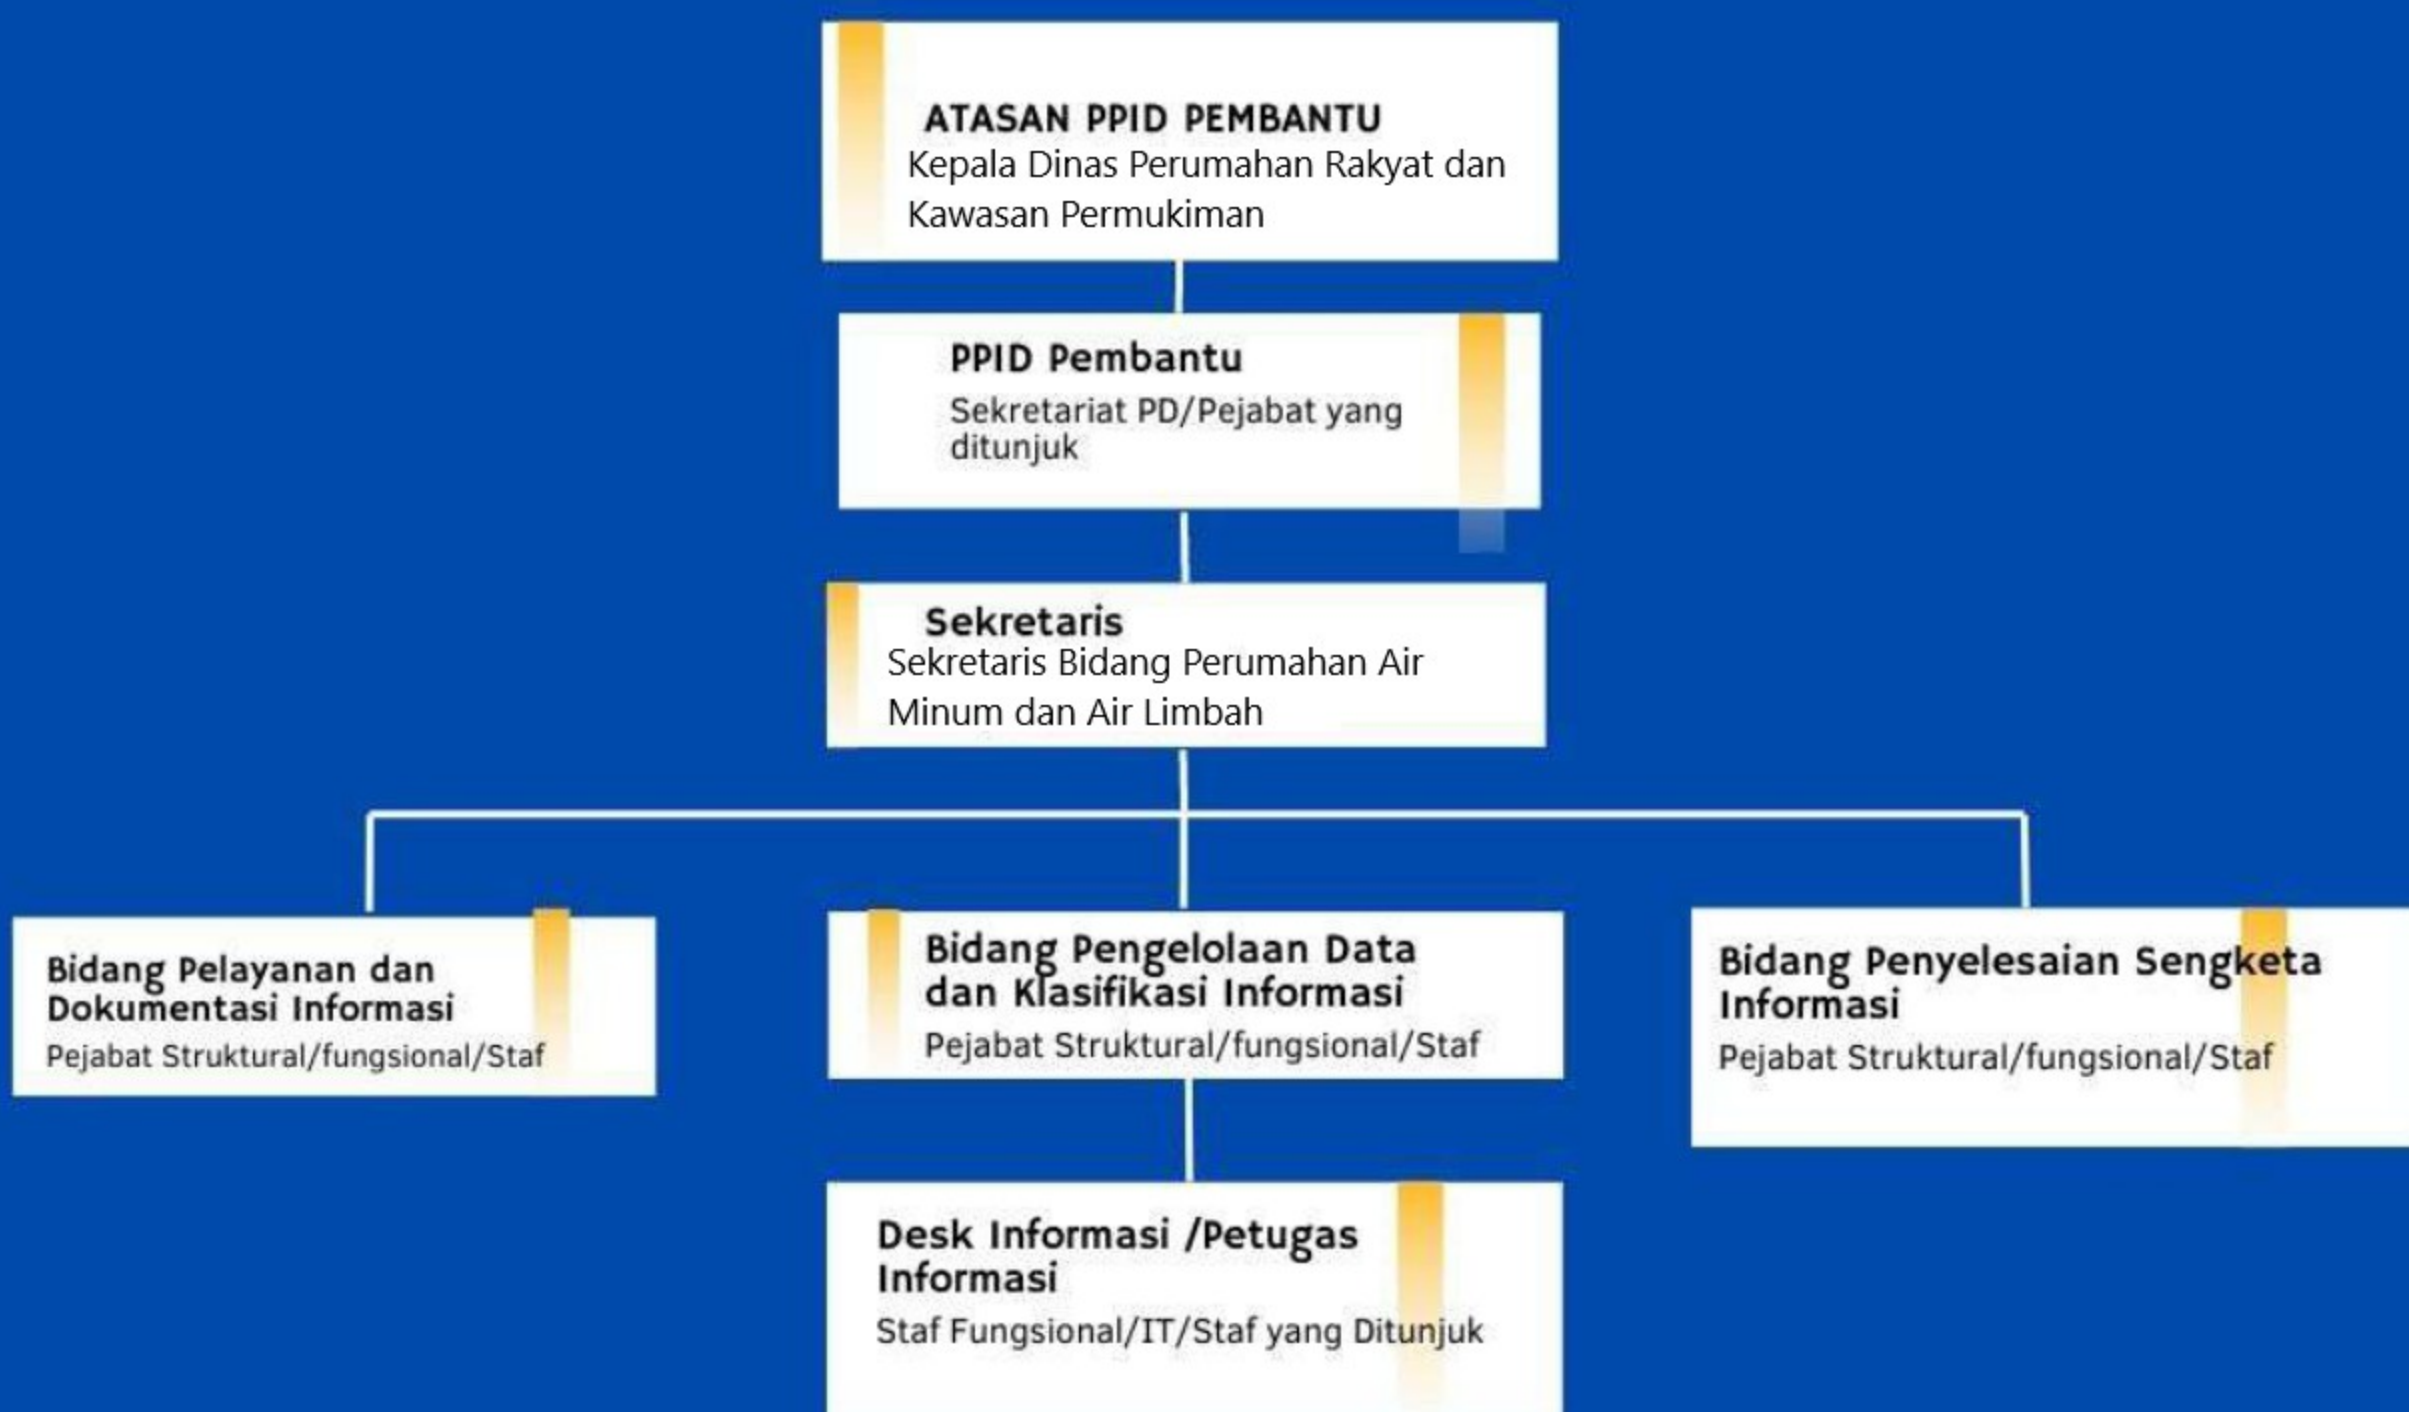 ATASAN PPID PEMBANTU
Kepala Dinas Perumahan Rakyat dan
Kawasan Permukiman
PPID Pembantu
Sekretariat PD/Pejabat yang
ditunjuk
Sekretaris
Sekretaris Bidang Perumahan Air
Minum dan Air Limbah
Bidang Pelayanan dan
Dokumentasi Informasi
Pejabat Struktural/fungsional/Staf
Bidang Pengelolaan Data
dan Klasifikasi Informasi
Pejabat Struktural/fungsional/Staf
Bidang Penyelesaian Sengketa
Informasi
Pejabat Struktural/fungsional/Staf
Desk Informasi /Petugas
Informasi
Staf Fungsional/IT/Staf yang Ditunjuk